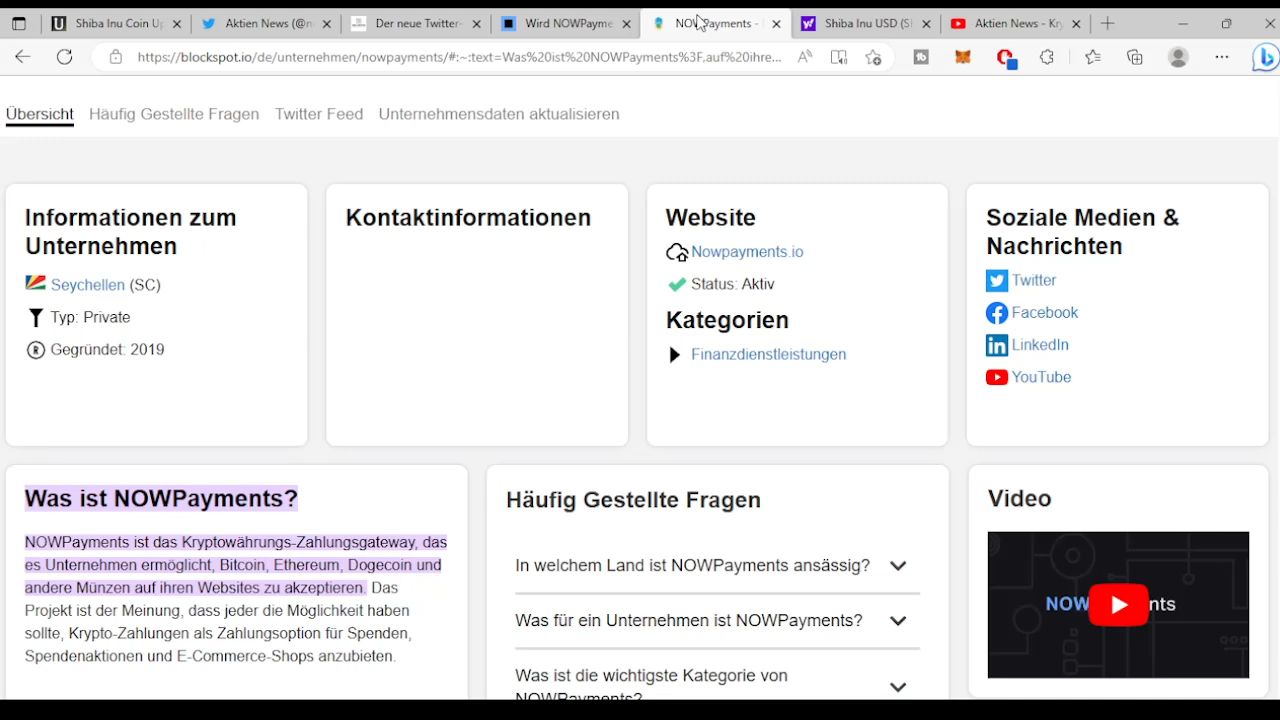 Shiba Inu Coin Up
Aktien News (@n
Der neue Twitter-
Wird NOWPayme
NOWPayments -
Shiba Inu USD (S
Aktien News - Kr
https://blockspot.io/de/unternehmen/nowpayments/#:~:text=Was%20ist%20NOWPayments%3F,auf%20ihre...
Übersicht Häufig Gestellte Fragen Twitter Feed Unternehmensdaten aktualisieren
Informationen zum
Unternehmen
Seychellen (SC)
Typ: Private
Gegründet: 2019
Kontaktinformationen
Website
Nowpayments.io
Status: Aktiv
Kategorien
Finanzdienstleistungen
Soziale Medien &
Nachrichten
Twitter
Facebook
LinkedIn
YouTube
Was ist NOWPayments?
NOWPayments ist das Kryptowährungs-Zahlungsgateway, das
es Unternehmen ermöglicht, Bitcoin, Ethereum, Dogecoin und
andere Münzen auf ihren Websites zu akzeptieren. Das
Projekt ist der Meinung, dass jeder die Möglichkeit haben
sollte, Krypto-Zahlungen als Zahlungsoption für Spenden,
Spendenaktionen und E-Commerce-Shops anzubieten.
Häufig Gestellte Fragen
In welchem Land ist NOWPayments ansässig?
Was für ein Unternehmen ist NOWPayments?
Was ist die wichtigste Kategorie von
NOWPayments?
Video
NOW nts